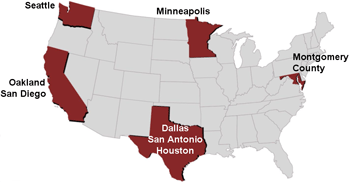 Seattle
Minneapolis
Montgomery
County
Oakland
San Diego
Dallas
San Antonio
Houston